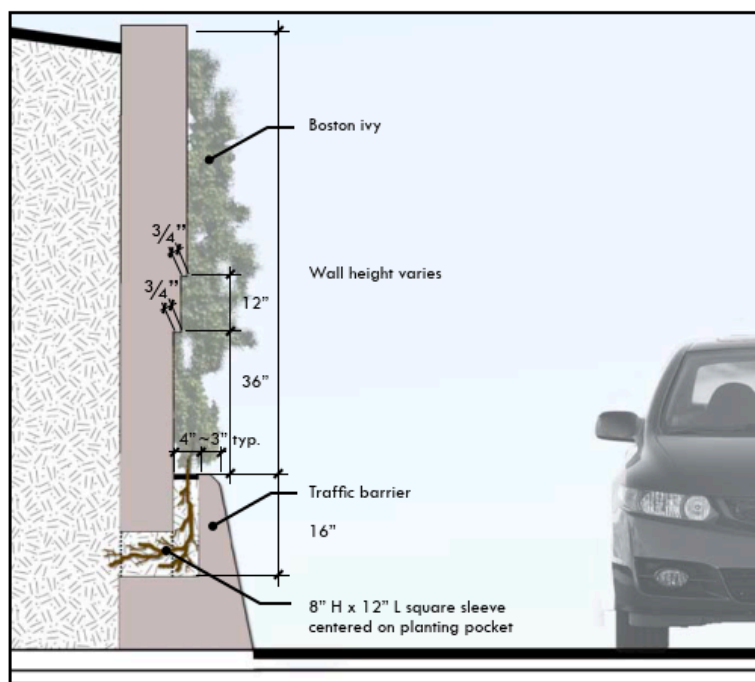 Boston ivy
3/4”
Wall height varies
3/4”
12”
36”
4” ~3” typ.
Traffic barrier
16”
8” H x 12” L square sleeve
centered on planting pocket